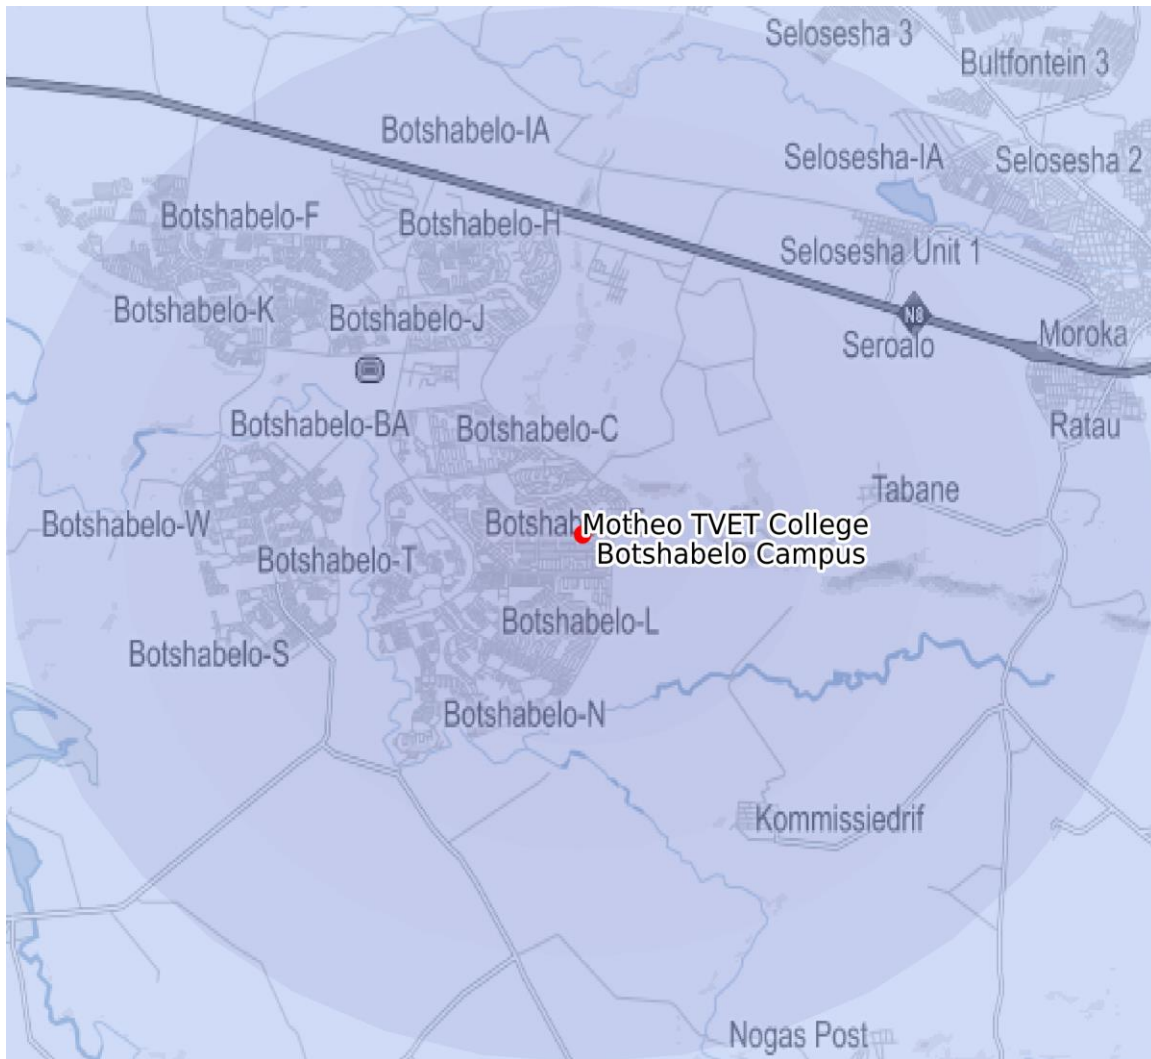 Selosesha 3
Bultfontein 3
Botshabelo-IA
Selosesha-IA
Selosesha 2
Botshabelo-F
Botshabelo-H
Selosesha Unit 1
Botshabelo-K
Botshabelo-J
N8
Seroalo
Moroka
Botshabelo-BA
Botshabelo-C
Ratau
Tabane
Botshabelo-W
Motheo TVET College
Botshabelo Campus
Botshabelo-T
Botshabelo-L
Botshabelo-S
Botshabelo-N
Kommissiedrif
Nogas Post